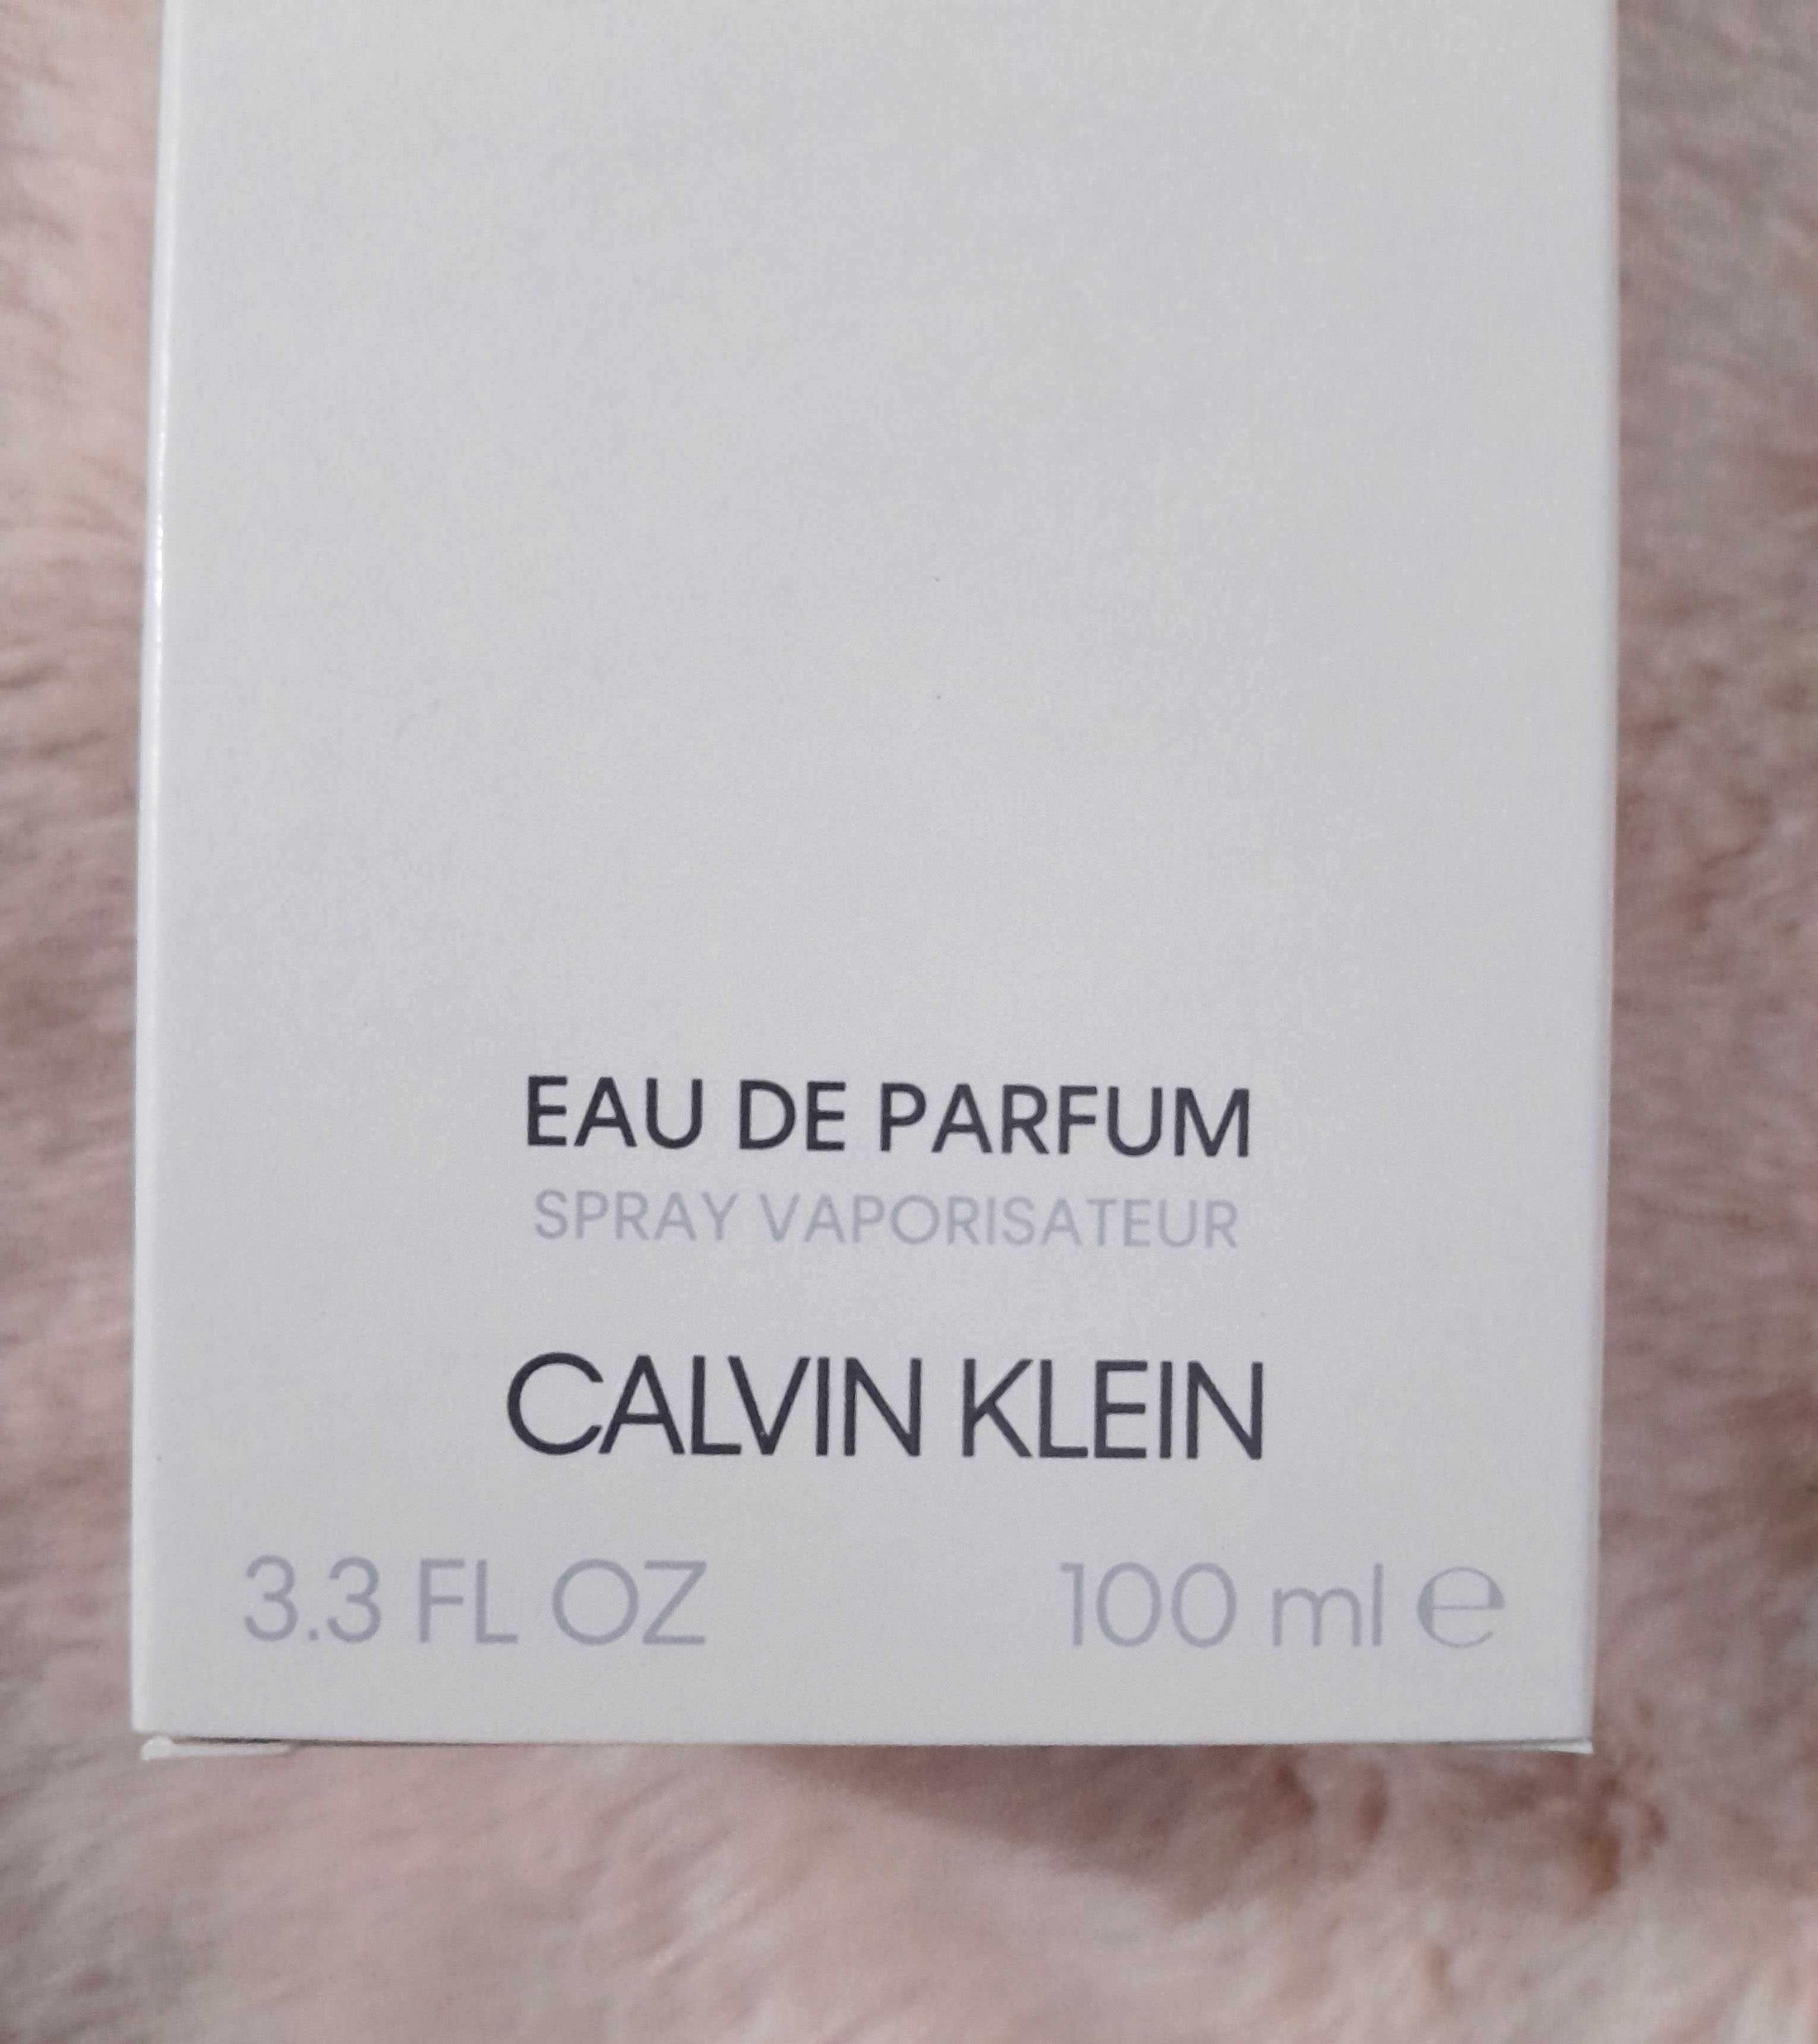 EAU DE PARFUM
SPRAY VAPORISATEUR
CALVIN KLEIN
3.3 FL OZ 100 ml ℮